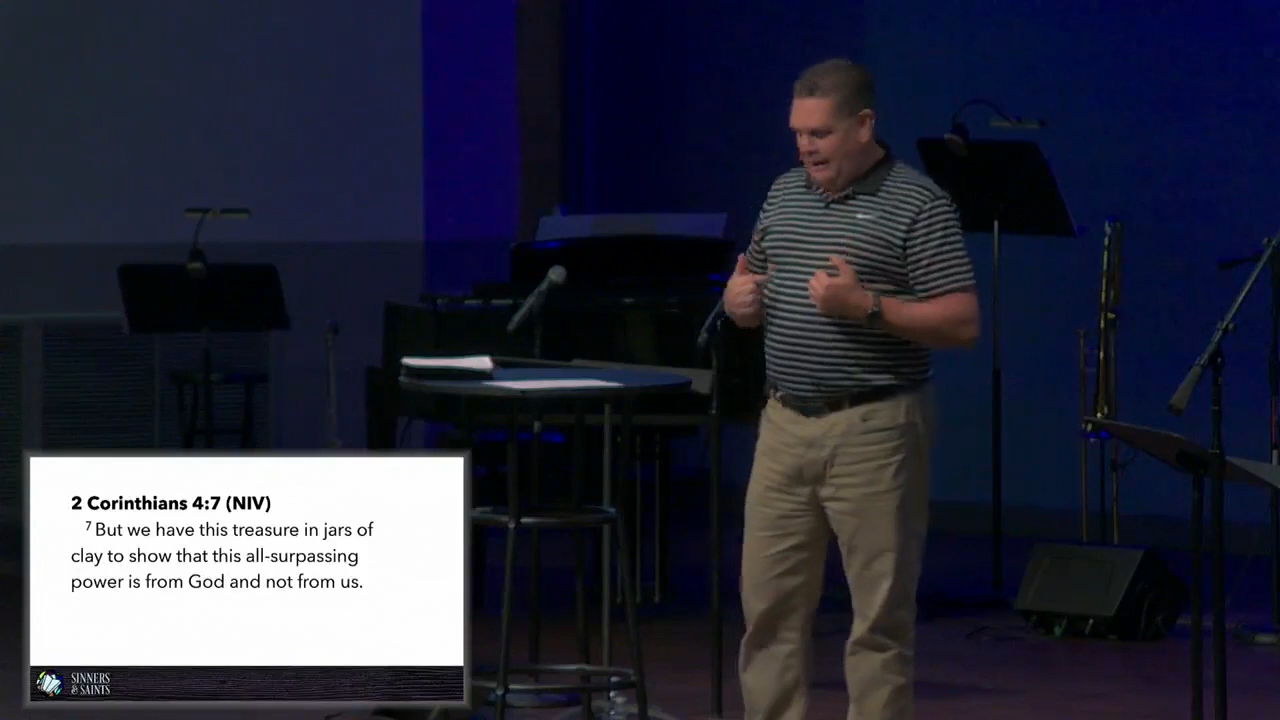 2 Corinthians 4:7 (NIV)
7 But we have this treasure in jars of
clay to show that this all-surpassing
power is from God and not from us.
SINNERS
& SAINTS